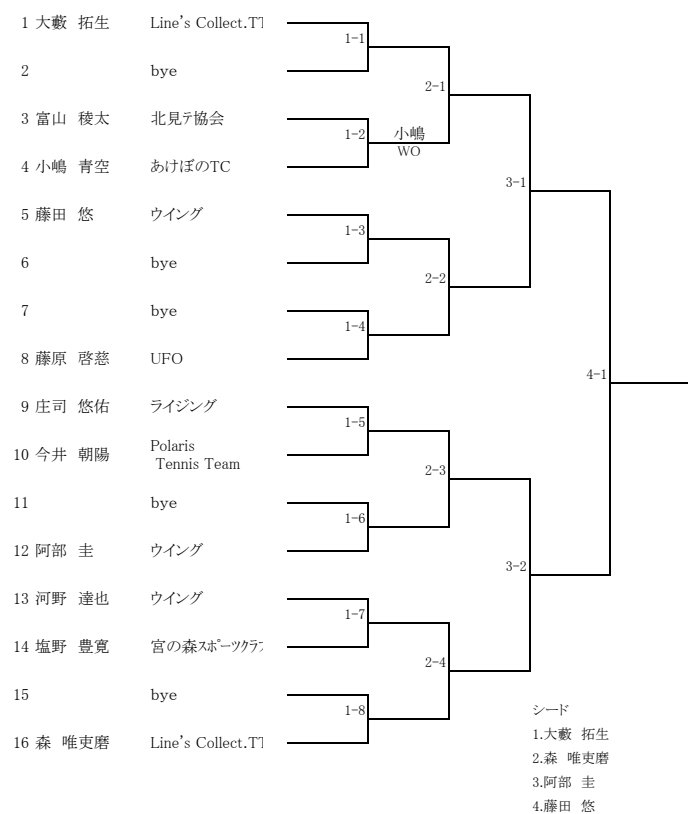 1 大藪 拓生 Line's Collect.TT
1-1
2 bye
2-1
3 富山 稜太 北見テ協会
1-2 小嶋
WO
4 小嶋 青空 あけぼのTC
3-1
5 藤田 悠 ウイング
1-3
6 bye
2-2
7 bye
1-4
8 藤原 啓慈 UFO
4-1
9 庄司 悠佑 ライジング
1-5
10 今井 朝陽 Polaris
Tennis Team
2-3
11 bye
1-6
12 阿部 圭 ウイング
3-2
13 河野 達也 ウイング
1-7
14 塩野 豊寛 宮の森ｽﾎﾟｰﾂｸﾗﾌ
2-4
15 bye
1-8
16 森 唯吏磨 Line's Collect.TT
シード
1.大藪 拓生
2.森 唯吏磨
3.阿部 圭
4.藤田 悠